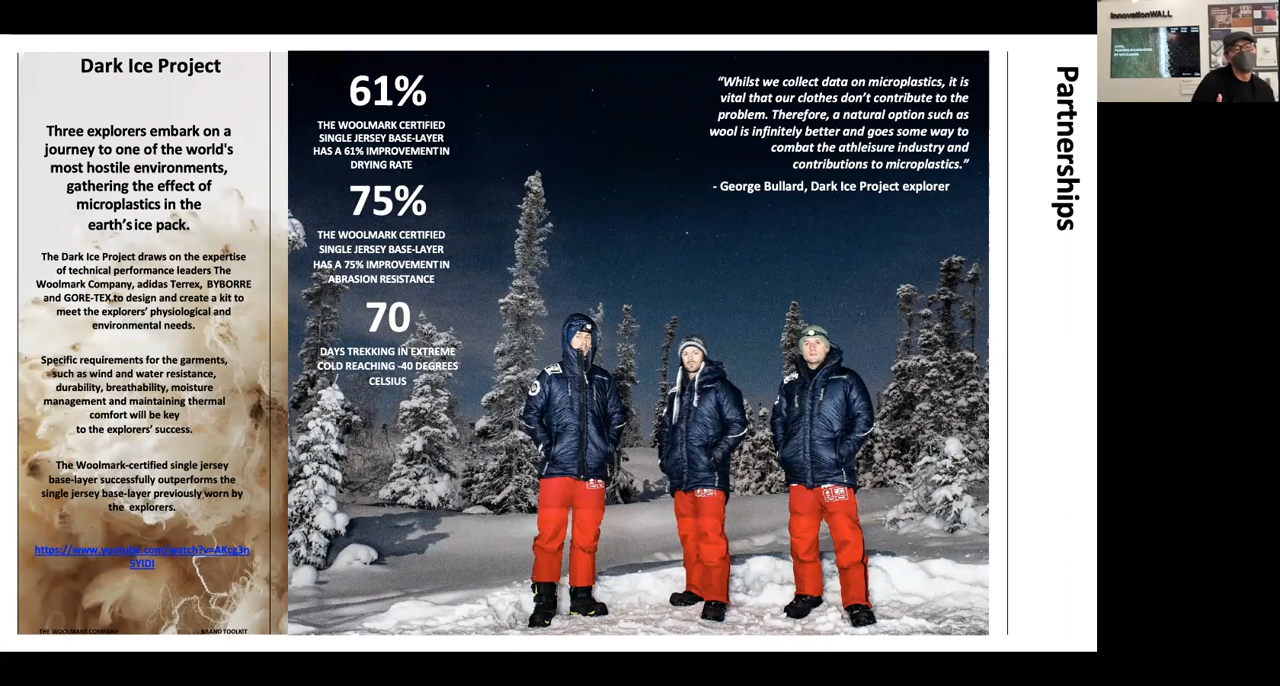 Dark Ice Project
Three explorers embark on a
journey to one of the world's
most hostile environments,
gathering the effect of
microplastics in the
earth's ice pack.
The Dark Ice Project draws on the expertise
of technical performance leaders The
Woolmark Company, adidas Terrex, BYBORRE
and GORE-TEX to design and create a kit to
meet the explorers' physiological and
environmental needs.
Specific requirements for the garments,
such as wind and water resistance,
durability, breathability, moisture
management and maintaining thermal
comfort will be key
to the explorers' success.
The Woolmark-certified single jersey
base-layer successfully outperforms the
single jersey base-layer previously worn by
the explorers.
https://www.youtube.com/watch?v=AKcg3n
5YIDI
THE WOOLMARK COMPANY
BRAND TOOLKIT
61%
THE WOOLMARK CERTIFIED
SINGLE JERSEY BASE-LAYER
HAS A 61% IMPROVEMENT IN
DRYING RATE
75%
THE WOOLMARK CERTIFIED
SINGLE JERSEY BASE-LAYER
HAS A 75% IMPROVEMENT IN
ABRASION RESISTANCE
70
DAYS TREKKING IN EXTREME
COLD REACHING -40 DEGREES
CELSIUS
"Whilst we collect data on microplastics, it is
vital that our clothes don't contribute to the
problem. Therefore, a natural option such as
wool is infinitely better and goes some way to
combat the athleisure industry and
contributions to microplastics."
- George Bullard, Dark Ice Project explorer
Partnerships
InnovationWALL